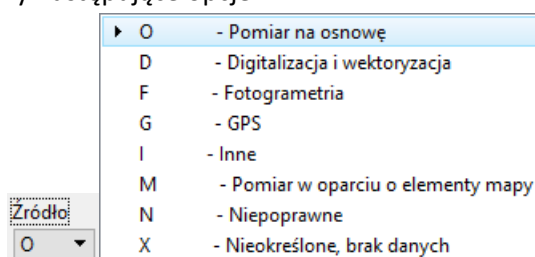 O - Pomiar na osnowę
D - Digitalizacja i wektoryzacja
F - Fotogrametria
G - GPS
I - Inne
M - Pomiar w oparciu o elementy mapy
N - Niepoprawne
X - Nieokreślone, brak danych
Źródło
O